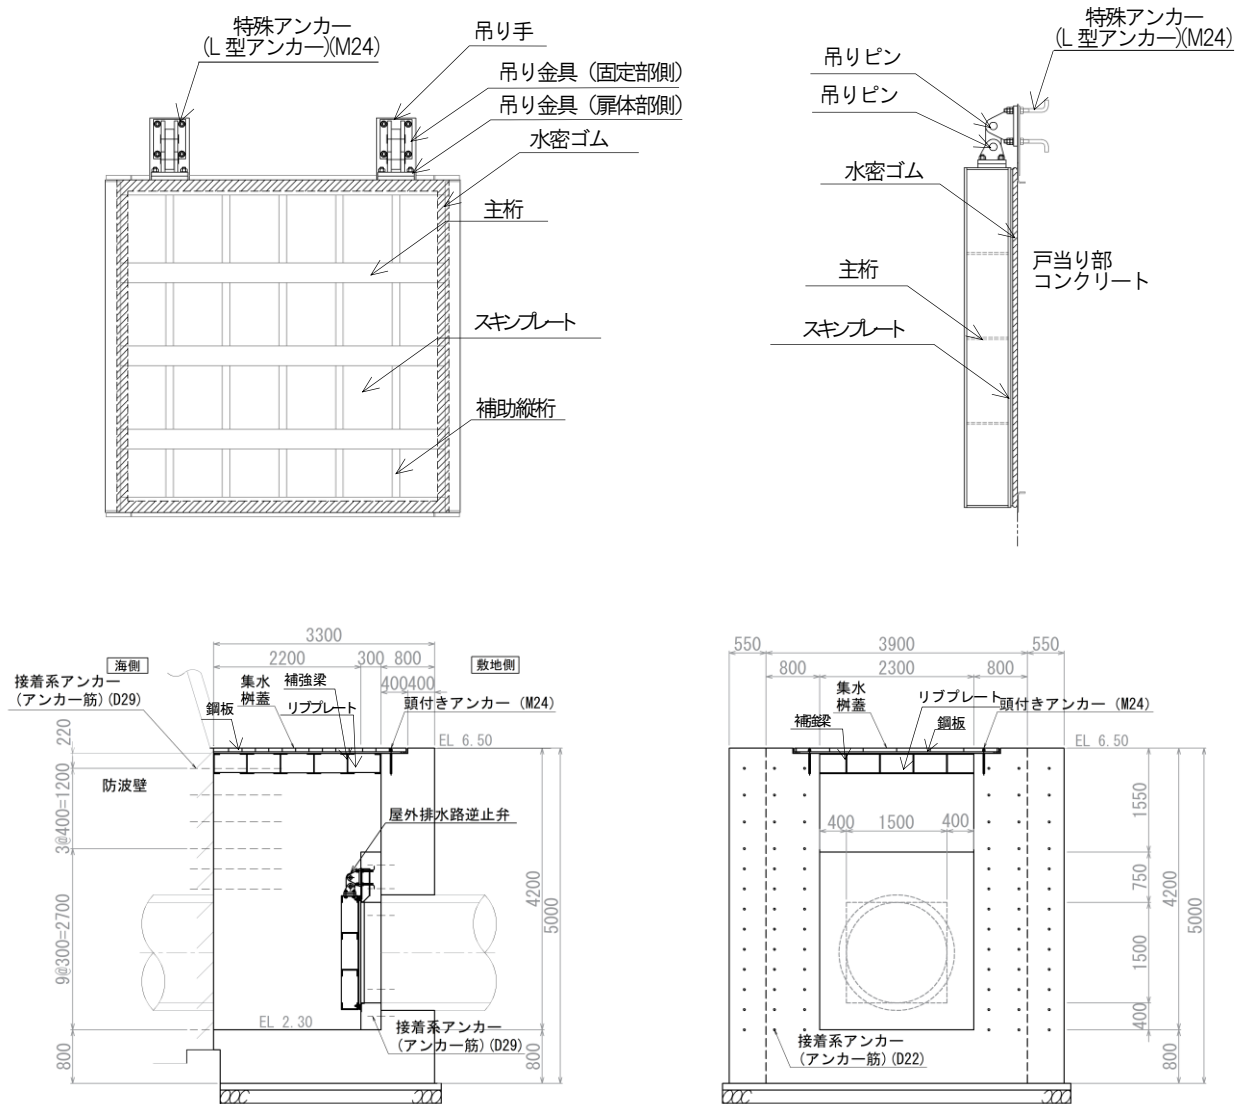 特殊アンカー
(L 型アンカー)(M24)
吊り手
吊り金具（固定部側）
吊り金具（扉体部側）
水密ゴム
主桁
スキンプレート
補助縦桁
特殊アンカー
(L 型アンカー)(M24)
吊りピン
吊りピン
水密ゴム
戸当り部
コンクリート
主桁
スキンプレート
3300
2200
300
800
400
400
海側
敷地側
接着系アンカー
(アンカー筋)(D29)
集水
桝蓋
補強梁
鋼板
リブプレート
頭付きアンカー (M24)
EL 6.50
220
防波壁
3@400=1200
屋外排水路逆止弁
9@300=2700
4200
5000
EL 2.30
接着系アンカー
(アンカー筋)(D29)
800
800
550
3900
550
800
2300
800
集水
桝蓋
リブプレート
補強梁
鋼板
頭付きアンカー (M24)
EL 6.50
400
1500
400
1550
750
1500
400
4200
5000
接着系アンカー
(アンカー筋)(D22)
800